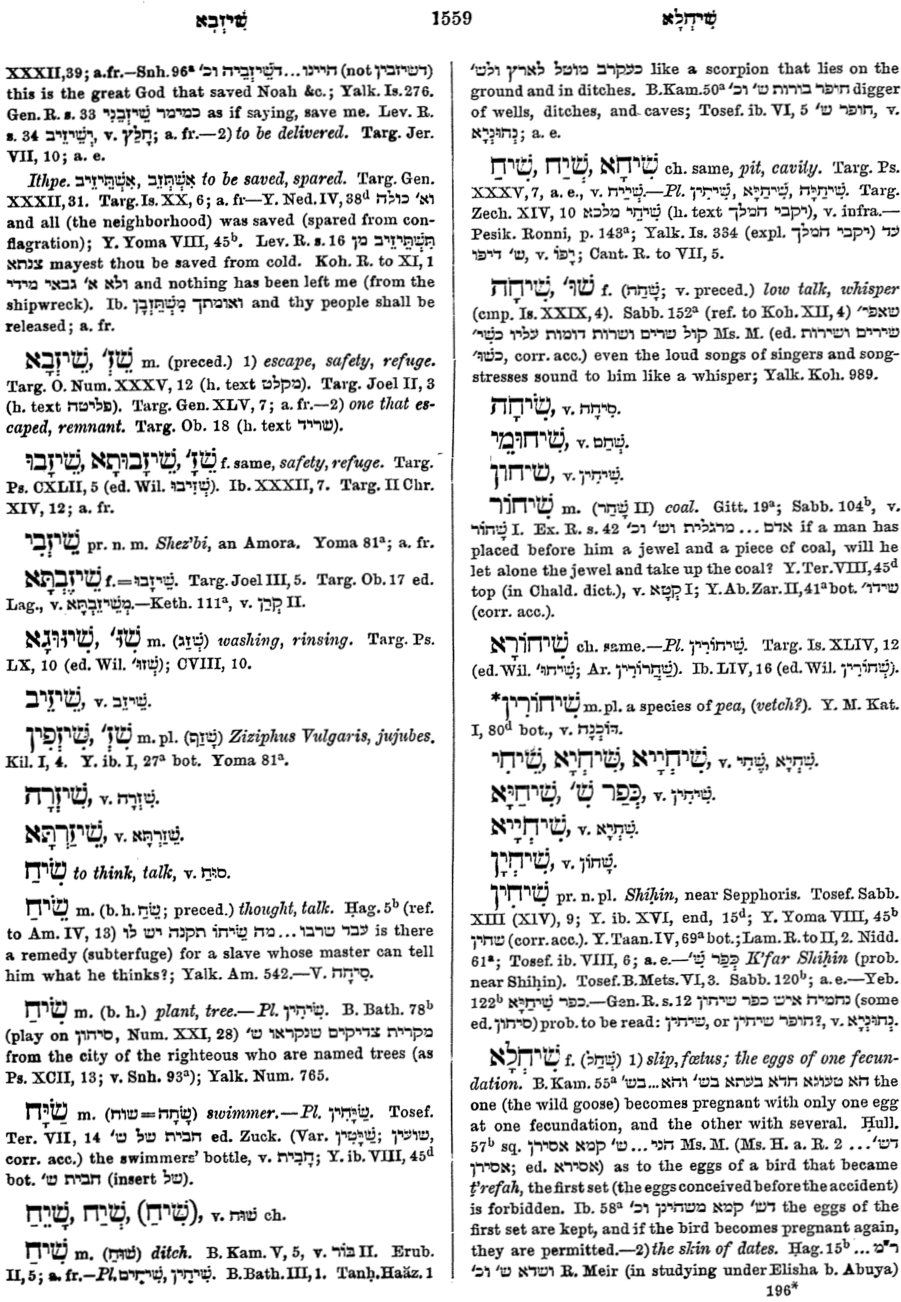 שֵׁיזְבָא
1559
שִׁיחְלָא
XXXII,39; a.fr.—Snh.96ᵃ היינו...דשֵׁיזְבֵיה וכ׳ (not דשיזבין)
this is the great God that saved Noah &c.; Yalk. Is. 276.
Gen. R. s. 33 כמימר שֵׁיזְבַנִי as if saying, save me. Lev. R.
s. 34 וִישֵׁיזֵיב, v. חָלַץ; a. fr.—2) to be delivered. Targ. Jer.
VII, 10; a. e.
Ithpe. אִשְׁתֵּזֵב, אִשְׁתֵּיזֵיב to be saved, spared. Targ. Gen.
XXXII,31. Targ. Is. XX, 6; a. fr—Y. Ned. IV, 38ᵈ וא׳ כולה
and all (the neighborhood) was saved (spared from con-
flagration); Y. Yoma VIII, 45ᵇ. Lev. R. s. 16 תִּשְׁתֵּיזֵיב מן
צנתא mayest thou be saved from cold. Koh. R. to XI, 1
ולא א׳ גבאי מידי and nothing has been left me (from the
shipwreck). Ib. ואומתך מִשְׁתֵּזְבָן and thy people shall be
released; a. fr.
שֵׁיזְבָא, שֵׁז׳ m. (preced.) 1) escape, safety, refuge.
Targ. O. Num. XXXV, 12 (h. text מקלט). Targ. Joel II, 3
(h. text פליטה). Targ. Gen. XLV, 7; a. fr.—2) one that es-
caped, remnant. Targ. Ob. 18 (h. text שריד).
שֵׁיזָבוּ, שֵׁיזָבוּתָא, שֵׁזָ׳ f. same, safety, refuge. Targ.
Ps. CXLII, 5 (ed. Wil. שֵׁזִיבוּ). Ib. XXXII, 7. Targ. II Chr.
XIV, 12; a. fr.
שֵׁיזְבִי pr. n. m. Shez'bi, an Amora. Yoma 81ᵃ; a. fr.
שֵׁיזֶבְתָּא f.=שֵׁיזָבוּ. Targ. Joel III, 5. Targ. Ob. 17 ed.
Lag., v. מְשֵׁיזֵבְתָּא.—Keth. 111ᵃ, v. קֶרֶן II.
שִׁיזוּגָא, שִׁזּ׳ m. (שְׁזַג) washing, rinsing. Targ. Ps.
LX, 10 (ed. Wil. שְׁזוּ׳); CVIII, 10.
שֵׁיזֵיב, v. שֵׁיזֵב.
שִׁיזְפִין, שִׁזְ׳ m. pl. (שָׁזַף) Ziziphus Vulgaris, jujubes.
Kil. I, 4. Y. ib. I, 27ᵃ bot. Yoma 81ᵃ.
שִׁיזְרָה, v. שִׁזְרָה.
שִׁיזַרְתָּא, v. שִׁזַרְתָּא.
שִׂיחַ to think, talk, v. סוּחַ.
שֵׂיחַ m. (b. h. שֵׂחַ; preced.) thought, talk. Ḥag. 5ᵇ (ref.
to Am. IV, 13) עבד שרבו...מה שֵׂיחוֹ תקנה יש לו is there
a remedy (subterfuge) for a slave whose master can tell
him what he thinks?; Yalk. Am. 542.—V. סִיחָה.
שִׂיחַ m. (b. h.) plant, tree.—Pl. שִׂיחִין. B. Bath. 78ᵇ
(play on סיחון, Num. XXI, 28) מקרית צדיקים שנקראו ש׳
from the city of the righteous who are named trees (as
Ps. XCII, 13; v. Snh. 93ᵃ); Yalk. Num. 765.
שַׁיָּח m. (שׂוח=שָׂחָה) swimmer.—Pl. שַׁיָּחִין. Tosef.
Ter. VII, 14 חבית של ש׳ ed. Zuck. (Var. שַׁיָּטִין; שועין,
corr. acc.) the swimmers' bottle, v. חָבִית; Y. ib. VIII, 45ᵈ
bot. חבית ש׳ (insert של).
שִׁיחַ, שְׁיַח, (שִׁיח), שָׁיֵח, v. שׁוּחַ ch.
שִׁיחַ m. (שׁוּחַ) ditch. B. Kam. V, 5, v. בּוֹר II. Erub.
II, 5; a. fr.—Pl. שִׁיחִין, שִׁיחִים. B. Bath. III, 1. Tanḥ. Haäz. 1
כעקרב מוטל לארץ ולש׳ like a scorpion that lies on the
ground and in ditches. B. Kam. 50ᵃ חופר בורות ש׳ וכ׳ digger
of wells, ditches, and caves; Tosef. ib. VI, 5 חופר ש׳, v.
נְחוּנְיָא; a. e.
שִׁיחָא, שְׁיַח, שִׁיחַ ch. same, pit, cavity. Targ. Ps.
XXXV, 7, a. e., v. שְׁיָיח.—Pl. שִׁיחִין, שִׁיחַיָּא, שִׁיחַיָּה. Targ.
Zech. XIV, 10 שִׁיחֵי מלכא (h. text יקבי המלך), v. infra.—
Pesik. Ronni, p. 143ᵃ; Yalk. Is. 334 (expl. יקבי המלך) עד
ש׳ דיפו, v. יָפוֹ; Cant. R. to VII, 5.
שִׁיחָה, שׁוּ׳ f. (שָׁחָה; v. preced.) low talk, whisper
(cmp. Is. XXIX, 4). Sabb. 152ᵃ (ref. to Koh. XII, 4) שאפי׳
קול שרים ושרות דומות עליו כשִׁי׳ Ms. M. (ed. שירים ושירות
כשו׳, corr. acc.) even the loud songs of singers and song-
stresses sound to him like a whisper; Yalk. Koh. 989.
שִׂיחָה, v. סִיחָה.
שִׁיחוּמֵי, v. שְׁחַם.
שיחון, v. שִׁיחִין.
שִׁיחוֹר m. (שָׁחַר II) coal. Gitt. 19ᵃ; Sabb. 104ᵇ, v.
שָׁחוֹר I. Ex. R. s. 42 אדם ... מרגלית וש׳ וכ׳ if a man has
placed before him a jewel and a piece of coal, will he
let alone the jewel and take up the coal? Y. Ter. VIII, 45ᵈ
top (in Chald. dict.), v. קְטָא I; Y. Ab. Zar. II, 41ᵃ bot. שירו׳
(corr. acc.).
שִׁיחוֹרָא ch. same.—Pl. שִׁיחוֹרִין. Targ. Is. XLIV, 12
(ed. Wil. שִׁיחוּ׳; Ar. שַׁחֲרוֹרִין). Ib. LIV, 16 (ed. Wil. שְׁחוֹרִין).
*שִׁיחוֹרִין m. pl. a species of pea, (vetch?). Y. M. Kat.
I, 80ᵈ bot., v. דּוֹכְנָה.
שִׁיחְיָיא, שִׁיחְיָא, שֵׁיחִי, v. שֵׁחִי, שִׁחְיָא.
כְּפַר שִׁ׳, שִׁיחַיָּא, v. שִׁיחִין.
שִׁיחְיָיא, v. שִׁחְיָא.
שִׁיחְיָן, v. שָׁחוֹן.
שִׁיחִין pr. n. pl. Shiḥin, near Sepphoris. Tosef. Sabb.
XIII (XIV), 9; Y. ib. XVI, end, 15ᵈ; Y. Yoma VIII, 45ᵇ
שחין (corr. acc.). Y. Taan. IV, 69ᵃ bot.; Lam. R. to II, 2. Nidd.
61ᵃ; Tosef. ib. VIII, 6; a. e.—כְּפַר שִׁ׳ K'far Shiḥin (prob.
near Shiḥin). Tosef. B. Mets. VI, 3. Sabb. 120ᵇ; a. e.—Yeb.
122ᵇ כפר שִׁיחַיָּא.—Gen. R. s. 12 נחמיה איש כפר שיחון (some
ed. סיחון) prob. to be read: שיחין, or חופר שיחין?, v. נְחוּנְיָא.
שִׁיחְלָא f. (שְׁחַל) 1) slip, fœtus; the eggs of one fecun-
dation. B. Kam. 55ᵃ הא טעונא חדא בעתא בש׳ והא...בש׳ the
one (the wild goose) becomes pregnant with only one egg
at one fecundation, and the other with several. Ḥull.
57ᵇ sq. הני ...ש׳ קמא אסירן Ms. M. (Ms. H. a. R. 2 דש׳...
אסירן; ed. אסירא) as to the eggs of a bird that became
t'refah, the first set (the eggs conceived before the accident)
is forbidden. Ib. 58ᵃ דש׳ קמא משהינן וכ׳ the eggs of the
first set are kept, and if the bird becomes pregnant again,
they are permitted.—2) the skin of dates. Ḥag. 15ᵇ ר״מ ...
ושדא ש׳ וכ׳ R. Meir (in studying under Elisha b. Abuya)
196*